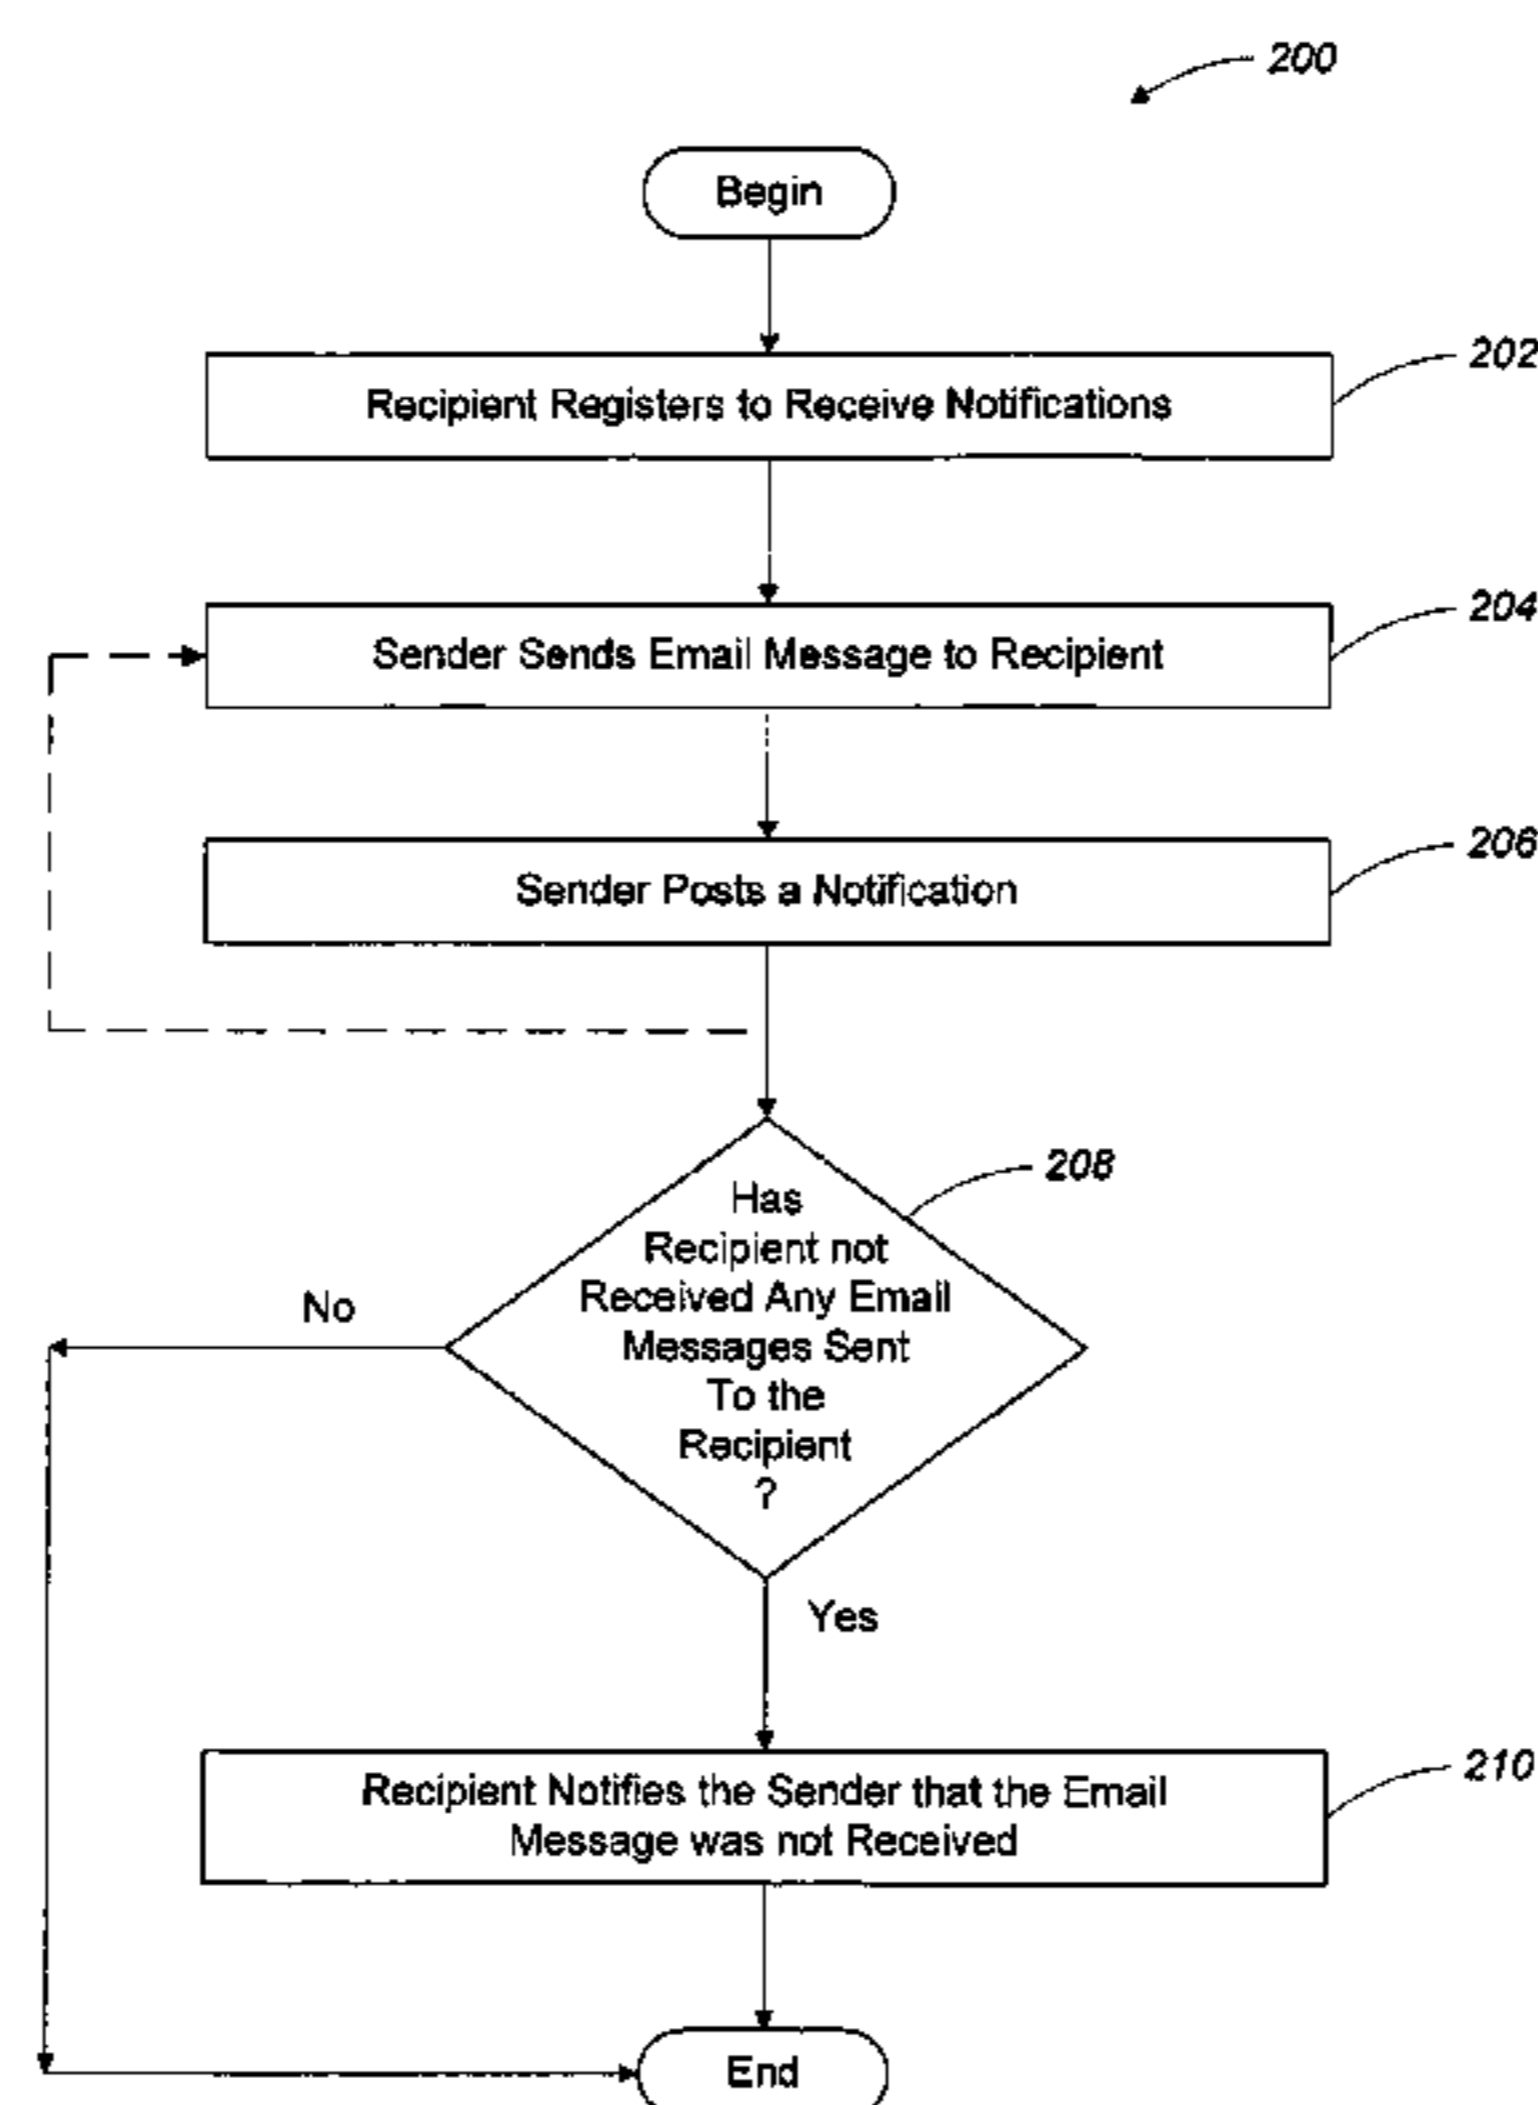 200
Begin
202
Recipient Registers to Receive Notifications
204
Sender Sends Email Message to Recipient
206
Sender Posts a Notification
208
Has
Recipient not
Received Any Email
Messages Sent
To the
Recipient
?
No
Yes
210
Recipient Notifies the Sender that the Email
Message was not Received
End